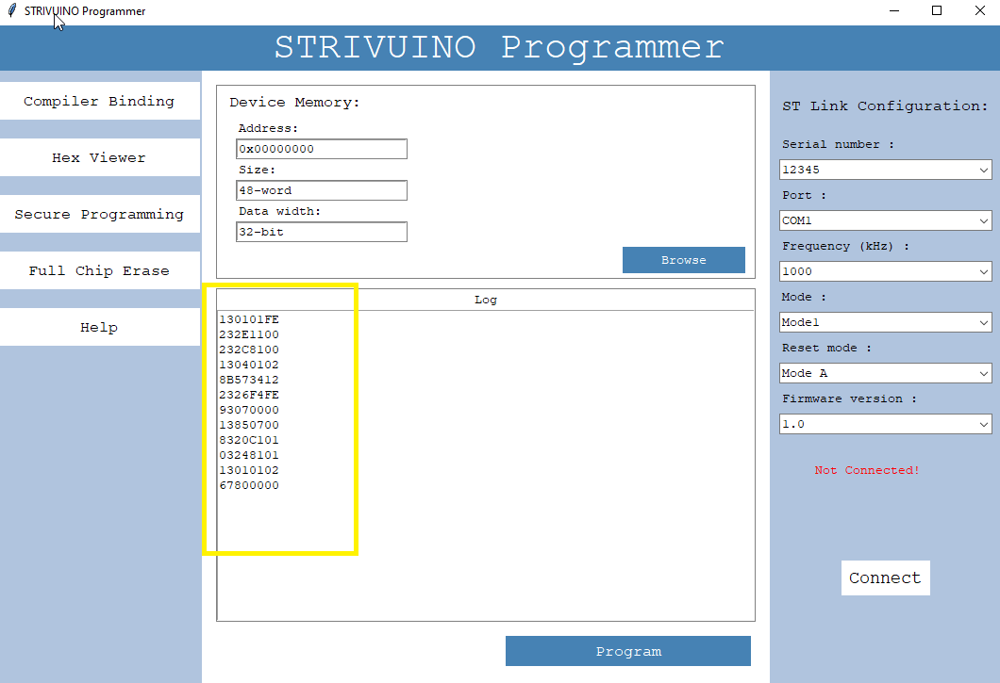 STRIVUINO Programmer
STRIVUINO Programmer
Compiler Binding
Hex Viewer
Secure Programming
Full Chip Erase
Help
Device Memory:
Address:
0x00000000
Size:
48-word
Data width:
32-bit
Browse
Log
130101FE
232E1100
232C8100
13040102
8B573412
2326F4FE
93070000
13850700
8320C101
03248101
13010102
67800000
Program
ST Link Configuration:
Serial number :
12345
Port :
COM1
Frequency (kHz) :
1000
Mode :
Mode1
Reset mode :
Mode A
Firmware version :
1.0
Not Connected!
Connect